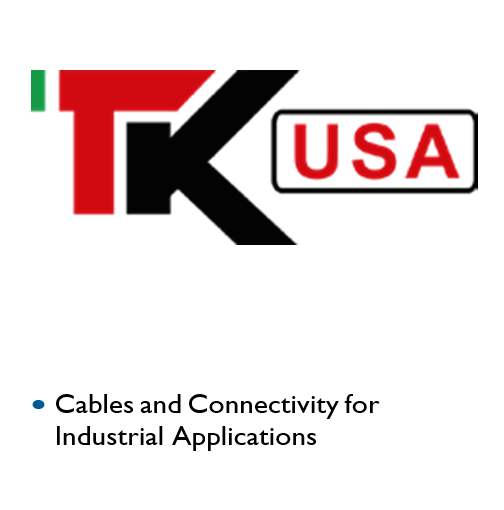 TK USA
• Cables and Connectivity for
Industrial Applications